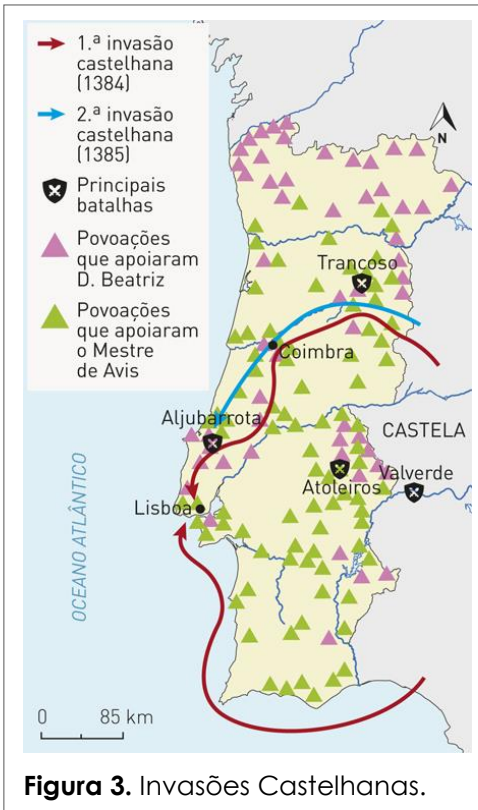 1.ª invasão
castelhana
(1384)
2.ª invasão
castelhana
(1385)
Principais
batalhas
Povoações
que apoiaram
D. Beatriz
Povoações
que apoiaram
o Mestre
de Avis
N
Trancoso
Coimbra
Aljubarrota
CASTELA
Valverde
Atoleiros
Lisboa
OCEANO ATLÂNTICO
0 85 km
Figura 3. Invasões Castelhanas.